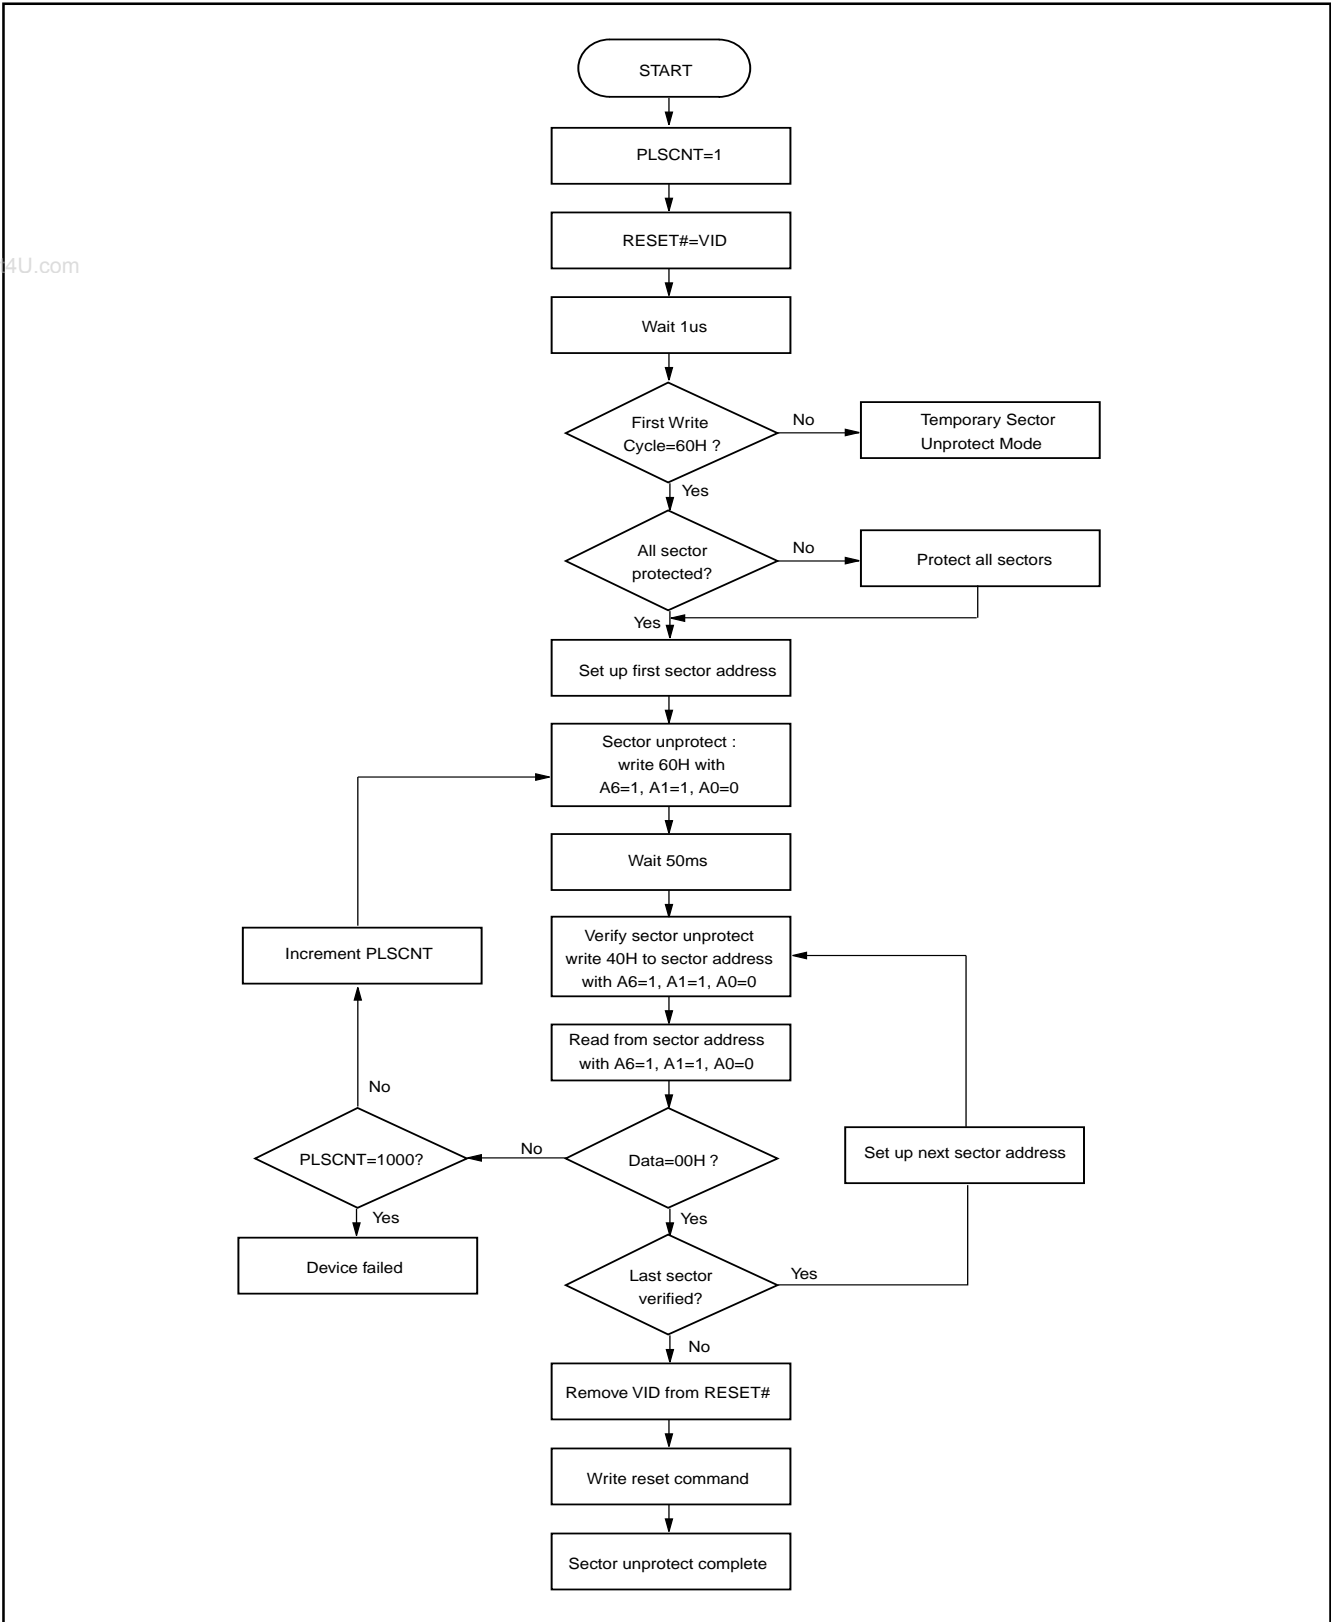 START
PLSCNT=1
RESET#=VID
4U.com
Wait 1us
First Write
Cycle=60H ?
No
Temporary Sector
Unprotect Mode
Yes
All sector
protected?
No
Protect all sectors
Yes
Set up first sector address
Sector unprotect :
write 60H with
A6=1, A1=1, A0=0
Wait 50ms
Increment PLSCNT
Verify sector unprotect
write 40H to sector address
with A6=1, A1=1, A0=0
Read from sector address
with A6=1, A1=1, A0=0
No
PLSCNT=1000?
No
Data=00H ?
Set up next sector address
Yes
Yes
Device failed
Last sector
verified?
Yes
No
Remove VID from RESET#
Write reset command
Sector unprotect complete